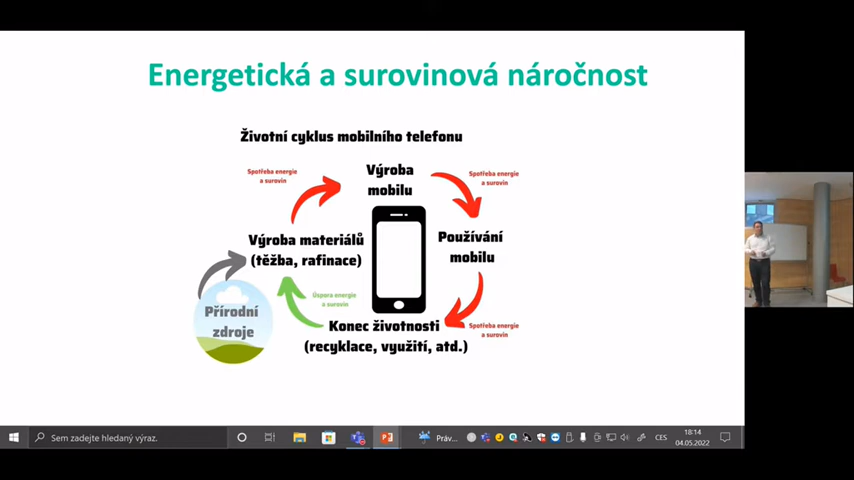 Energetická a surovinová náročnost
Životní cyklus mobilního telefonu
Spotřeba energie
a surovin
Výroba
mobilu
Spotřeba energie
a surovin
Výroba materiálů
(těžba, rafinace)
Používání
mobilu
Přírodní
zdroje
Úspora energie
a surovin
Konec životnosti
(recyklace, využití, atd.)
Spotřeba energie
a surovin
Sem zadejte hledaný výraz.
Práv...
CES
18:14
04.05.2022